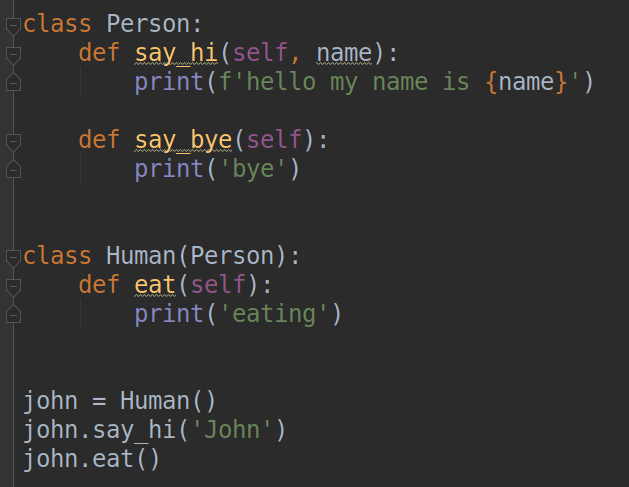 class Person:
    def say_hi(self, name):
        print(f'hello my name is {name}')

    def say_bye(self):
        print('bye')


class Human(Person):
    def eat(self):
        print('eating')


john = Human()
john.say_hi('John')
john.eat()